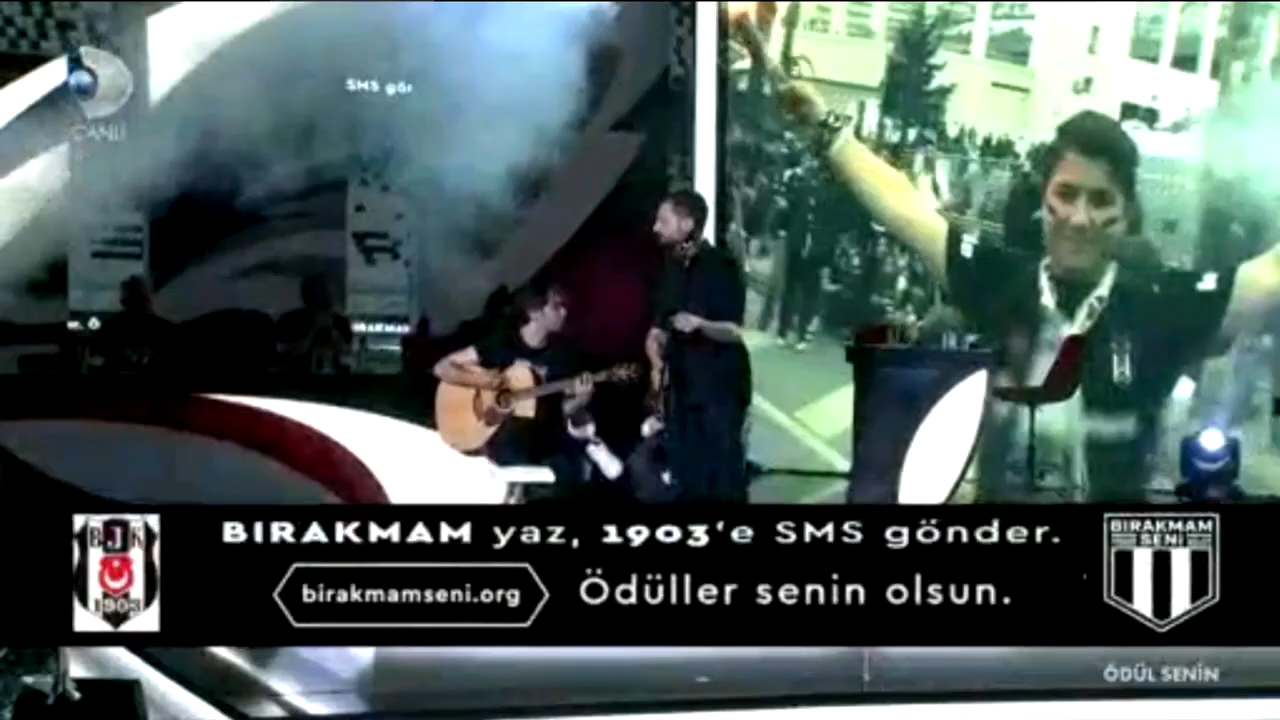 SMS gör
CANLI
BJK
1903
BIRAKMAM yaz, 1903'e SMS gönder.
birakmamseni.org
Ödüller senin olsun.
BIRAKMAM
SENİ
ÖDÜL SENİN